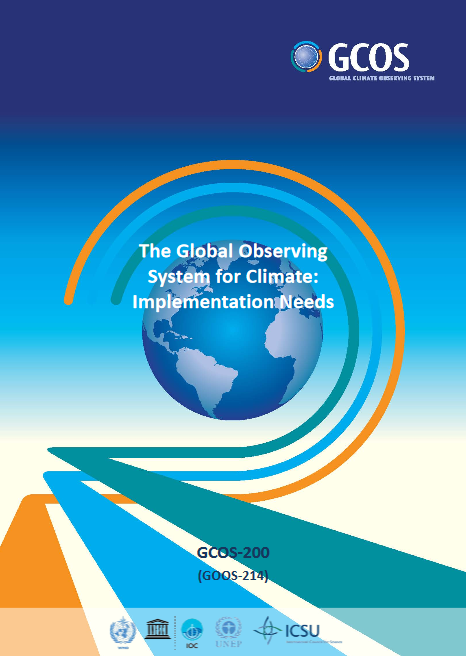 GCOS
GLOBAL CLIMATE OBSERVING SYSTEM
The Global Observing
System for Climate:
Implementation Needs
GCOS-200
(GOOS-214)
IOC
UNEP
ICSU